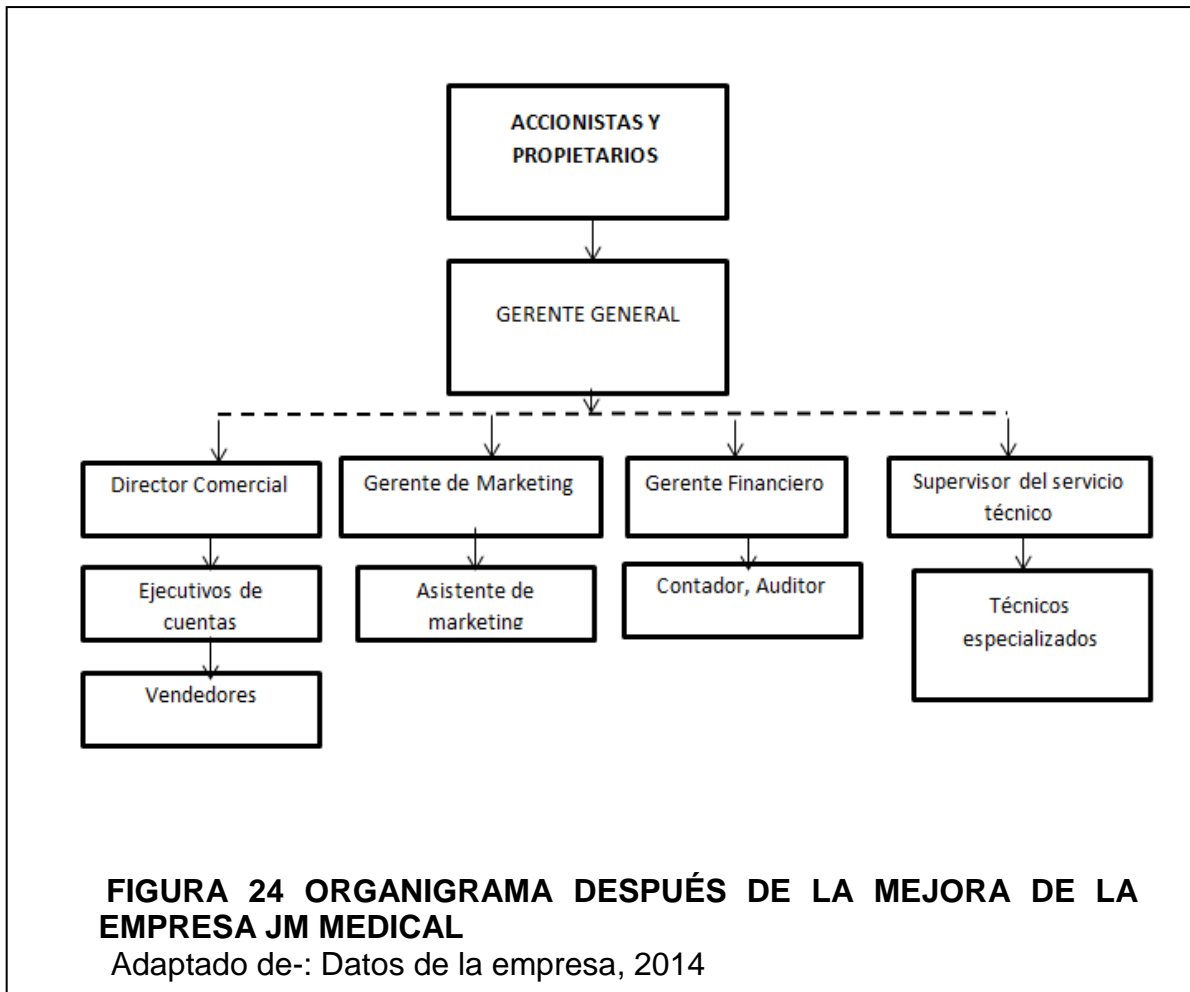 ACCIONISTAS Y
PROPIETARIOS
GERENTE GENERAL
Director Comercial
Gerente de Marketing
Gerente Financiero
Supervisor del servicio
técnico
Ejecutivos de
cuentas
Asistente de
marketing
Contador, Auditor
Técnicos
especializados
Vendedores
FIGURA 24 ORGANIGRAMA DESPUÉS DE LA MEJORA DE LA
EMPRESA JM MEDICAL
Adaptado de-: Datos de la empresa, 2014